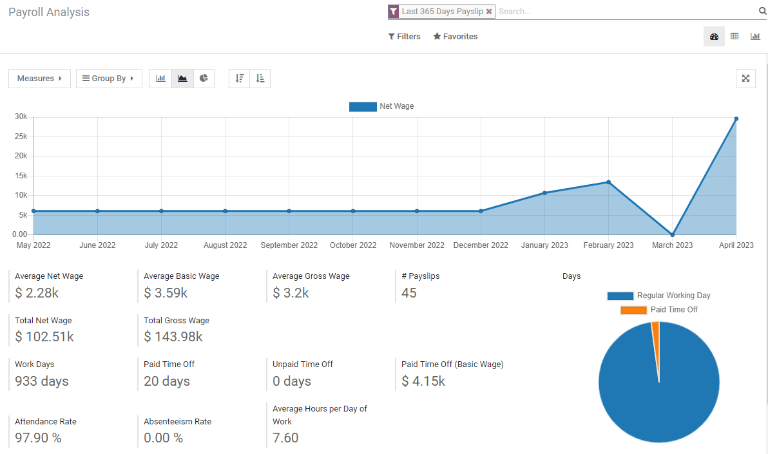 Payroll Analysis
Last 365 Days Payslip ✖ Search...
Filters Favorites
Measures Group By
Net Wage
30k
25k
20k
15k
10k
5k
0.00
May 2022 June 2022 July 2022 August 2022 September 2022 October 2022 November 2022 December 2022 January 2023 February 2023 March 2023 April 2023
Average Net Wage Average Basic Wage Average Gross Wage # Payslips Days
$ 2.28k $ 3.59k $ 3.2k 45
Regular Working Day
Paid Time Off
Total Net Wage Total Gross Wage
$ 102.51k $ 143.98k
Work Days Paid Time Off Unpaid Time Off Paid Time Off (Basic Wage)
933 days 20 days 0 days $ 4.15k
Attendance Rate Absenteeism Rate Average Hours per Day of
Work
97.90 % 0.00 % 7.60